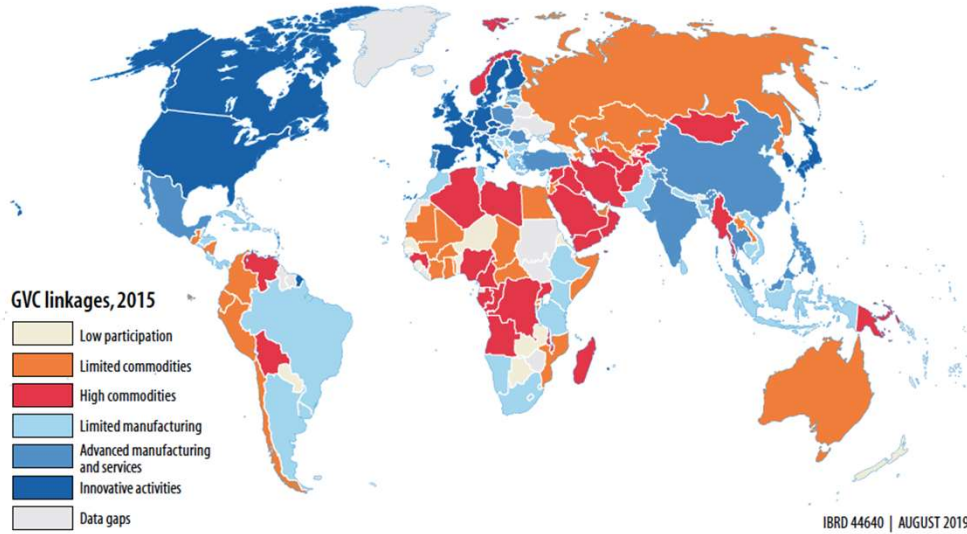 GVC linkages, 2015
Low participation
Limited commodities
High commodities
Limited manufacturing
Advanced manufacturing
and services
Innovative activities
Data gaps
IBRD 44640 | AUGUST 2019